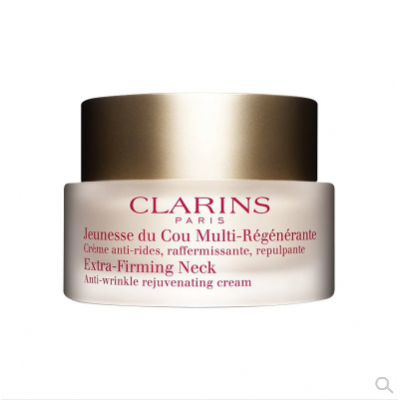 CLARINS
PARIS
Jeunesse du Cou Multi-Régénérante
Crème anti-rides, raffermissante, repulpante
Extra-Firming Neck
Anti-wrinkle rejuvenating cream